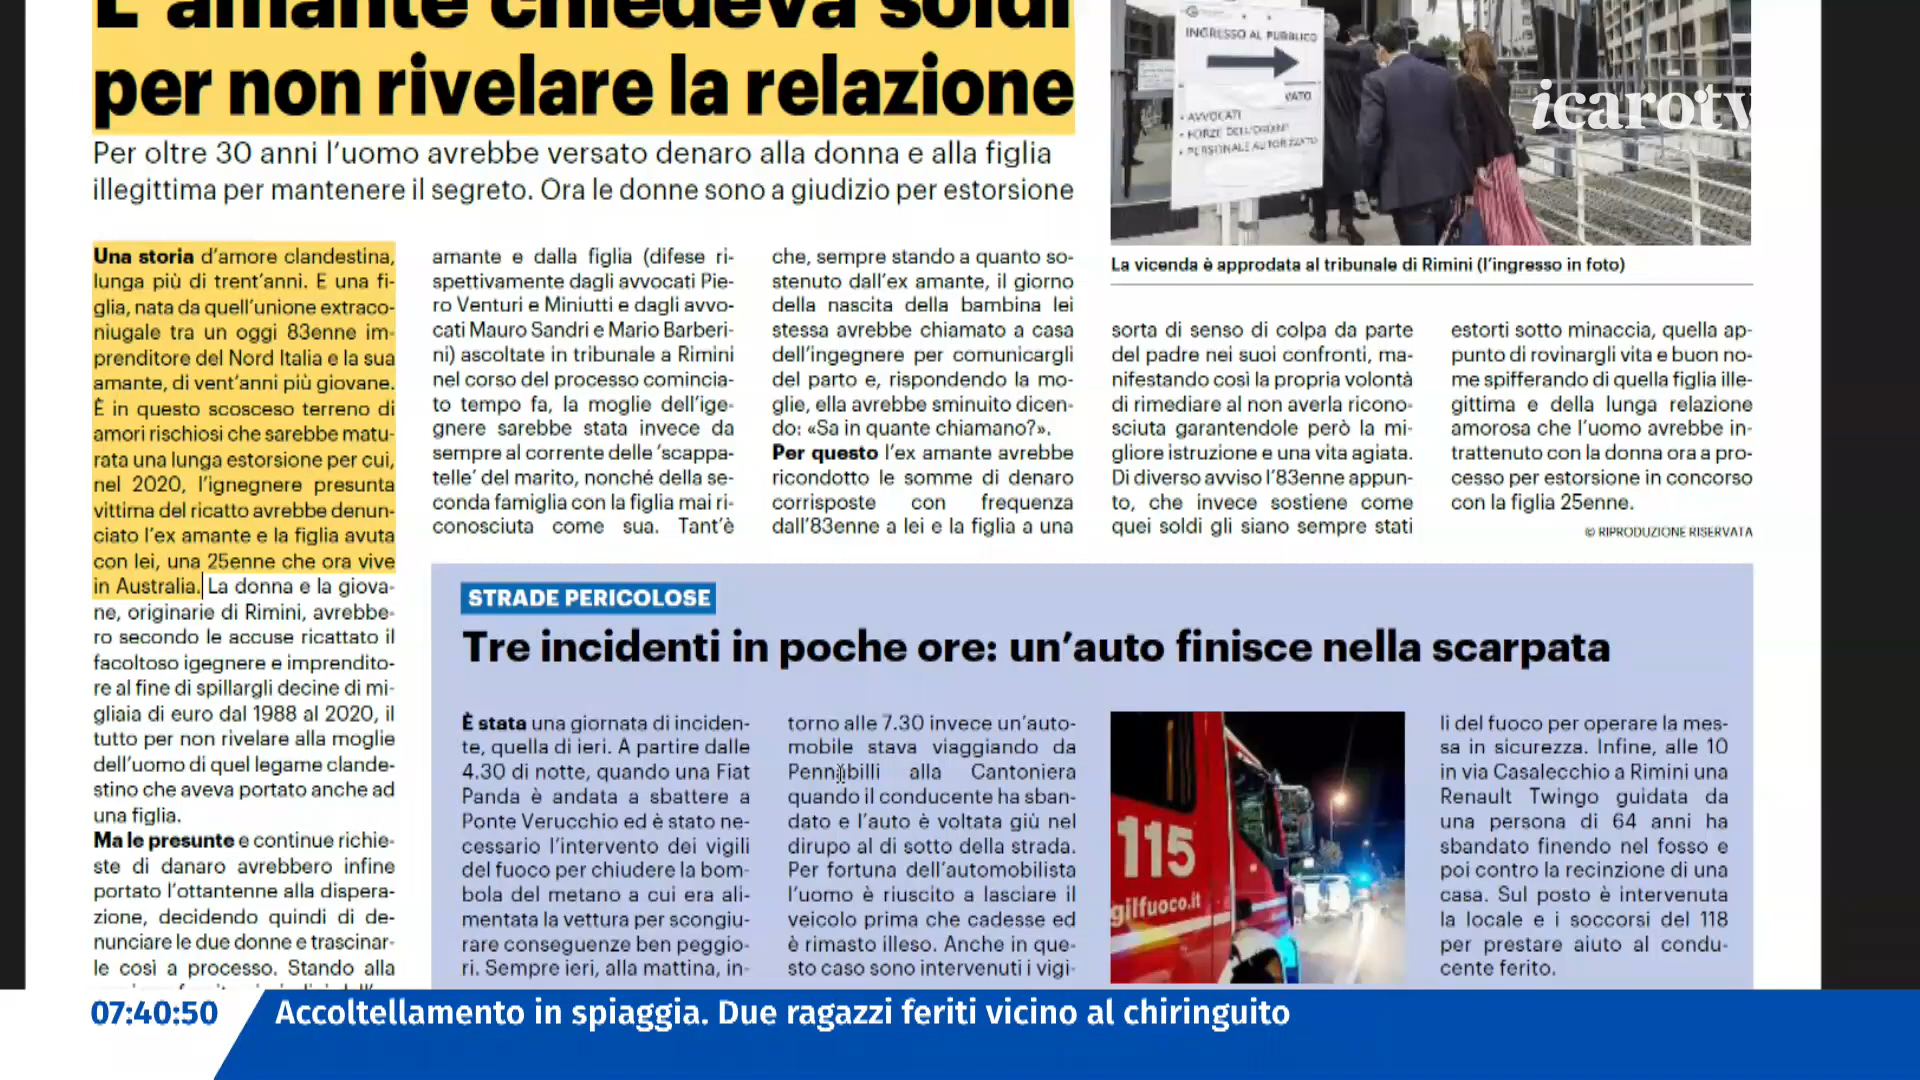 L'amante chiedeva soldi
per non rivelare la relazione
Per oltre 30 anni l'uomo avrebbe versato denaro alla donna e alla figlia
illegittima per mantenere il segreto. Ora le donne sono a giudizio per estorsione
Una storia d'amore clandestina,
lunga più di trent'anni. E una fi-
glia, nata da quell'unione extraco-
niugale tra un oggi 83enne im-
prenditore del Nord Italia e la sua
amante, di vent'anni più giovane.
È in questo scosceso terreno di
amori rischiosi che sarebbe matu-
rata una lunga estorsione per cui,
nel 2020, l'ignegnere presunta
vittima del ricatto avrebbe denun-
ciato l'ex amante e la figlia avuta
con lei, una 25enne che ora vive
in Australia. La donna e la giova-
ne, originarie di Rimini, avrebbe-
ro secondo le accuse ricattato il
facoltoso igegnere e imprendito-
re al fine di spillargli decine di mi-
gliaia di euro dal 1988 al 2020, il
tutto per non rivelare alla moglie
dell'uomo di quel legame clande-
stino che aveva portato anche ad
una figlia.
Ma le presunte e continue richie-
ste di danaro avrebbero infine
portato l'ottantenne alla dispera-
zione, decidendo quindi di de-
nunciare le due donne e trascinar-
le così a processo. Stando alla
amante e dalla figlia (difese ri-
spettivamente dagli avvocati Pie-
ro Venturi e Miniutti e dagli avvo-
cati Mauro Sandri e Mario Barberi-
ni) ascoltate in tribunale a Rimini
nel corso del processo comincia-
to tempo fa, la moglie dell'ige-
gnere sarebbe stata invece da
sempre al corrente delle 'scappa-
telle' del marito, nonché della se-
conda famiglia con la figlia mai ri-
conosciuta come sua. Tant'è
che, sempre stando a quanto so-
stenuto dall'ex amante, il giorno
della nascita della bambina lei
stessa avrebbe chiamato a casa
dell'ingegnere per comunicargli
del parto e, rispondendo la mo-
glie, ella avrebbe sminuito dicen-
do: «Sa in quante chiamano?».
Per questo l'ex amante avrebbe
ricondotto le somme di denaro
corrisposte con frequenza
dall'83enne a lei e la figlia a una
INGRESSO AL PUBBLICO
VATO
• AVVOCATI
• FORZE DELL'ORDINE
• PERSONALE AUTORIZZATO
icarotv
La vicenda è approdata al tribunale di Rimini (l'ingresso in foto)
sorta di senso di colpa da parte
del padre nei suoi confronti, ma-
nifestando così la propria volontà
di rimediare al non averla ricono-
sciuta garantendole però la mi-
gliore istruzione e una vita agiata.
Di diverso avviso l'83enne appun-
to, che invece sostiene come
quei soldi gli siano sempre stati
estorti sotto minaccia, quella ap-
punto di rovinargli vita e buon no-
me spifferando di quella figlia ille-
gittima e della lunga relazione
amorosa che l'uomo avrebbe in-
trattenuto con la donna ora a pro-
cesso per estorsione in concorso
con la figlia 25enne.
© RIPRODUZIONE RISERVATA
STRADE PERICOLOSE
Tre incidenti in poche ore: un'auto finisce nella scarpata
È stata una giornata di inciden-
te, quella di ieri. A partire dalle
4.30 di notte, quando una Fiat
Panda è andata a sbattere a
Ponte Verucchio ed è stato ne-
cessario l'intervento dei vigili
del fuoco per chiudere la bom-
bola del metano a cui era ali-
mentata la vettura per scongiu-
rare conseguenze ben peggio-
ri. Sempre ieri, alla mattina, in-
torno alle 7.30 invece un'auto-
mobile stava viaggiando da
Pennabilli alla Cantoniera
quando il conducente ha sban-
dato e l'auto è voltata giù nel
dirupo al di sotto della strada.
Per fortuna dell'automobilista
l'uomo è riuscito a lasciare il
veicolo prima che cadesse ed
è rimasto illeso. Anche in que-
sto caso sono intervenuti i vigi-
115
gilfuoco.it
li del fuoco per operare la mes-
sa in sicurezza. Infine, alle 10
in via Casalecchio a Rimini una
Renault Twingo guidata da
una persona di 64 anni ha
sbandato finendo nel fosso e
poi contro la recinzione di una
casa. Sul posto è intervenuta
la locale e i soccorsi del 118
per prestare aiuto al condu-
cente ferito.
07:40:50
Accoltellamento in spiaggia. Due ragazzi feriti vicino al chiringuito